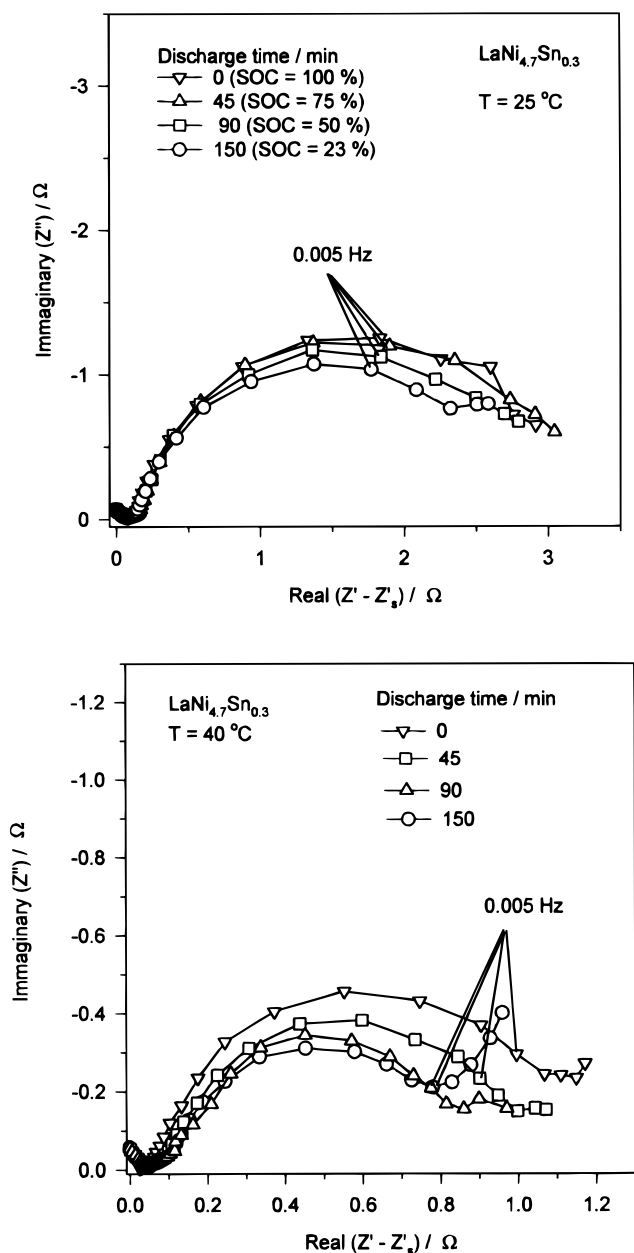 Discharge time / min
0 (SOC = 100 %)
45 (SOC = 75 %)
90 (SOC = 50 %)
150 (SOC = 23 %)
LaNi4.7Sn0.3
T = 25 °C
0.005 Hz
-3
-2
-1
0
Immaginary (Z") / Ω
0 1 2 3
Real (Z' - Z's) / Ω
LaNi4.7Sn0.3
T = 40 °C
Discharge time / min
0
45
90
150
0.005 Hz
-1.2
-1.0
-0.8
-0.6
-0.4
-0.2
0.0
Immaginary (Z") / Ω
0.0 0.2 0.4 0.6 0.8 1.0 1.2
Real (Z' - Z's) / Ω